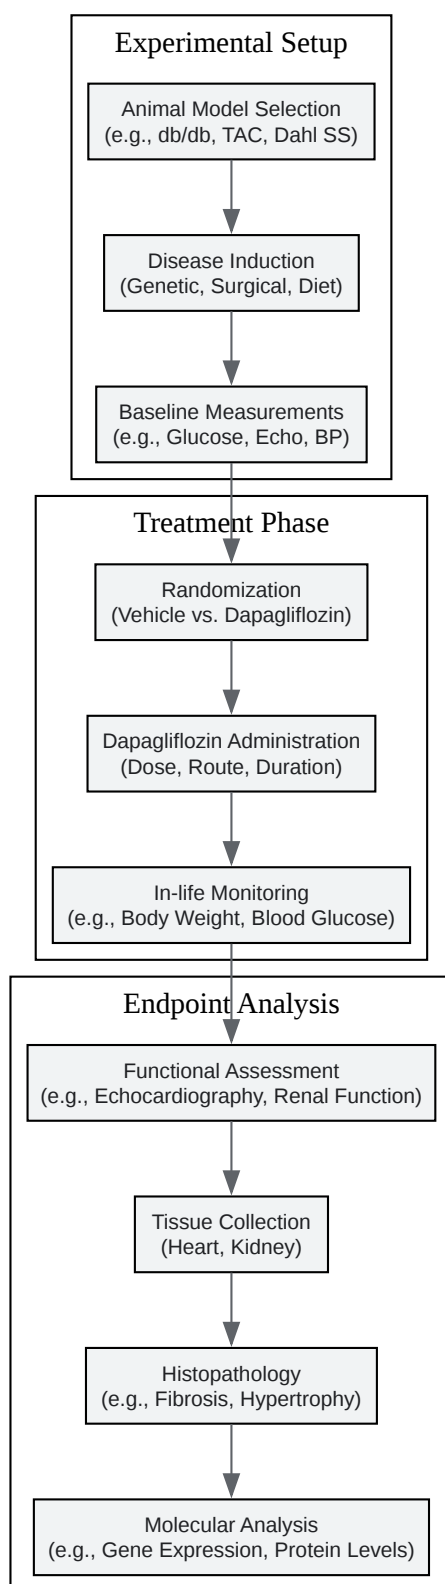 Experimental Setup
Animal Model Selection
(e.g., db/db, TAC, Dahl SS)
Disease Induction
(Genetic, Surgical, Diet)
Baseline Measurements
(e.g., Glucose, Echo, BP)
Treatment Phase
Randomization
(Vehicle vs. Dapagliflozin)
Dapagliflozin Administration
(Dose, Route, Duration)
In-life Monitoring
(e.g., Body Weight, Blood Glucose)
Endpoint Analysis
Functional Assessment
(e.g., Echocardiography, Renal Function)
Tissue Collection
(Heart, Kidney)
Histopathology
(e.g., Fibrosis, Hypertrophy)
Molecular Analysis
(e.g., Gene Expression, Protein Levels)